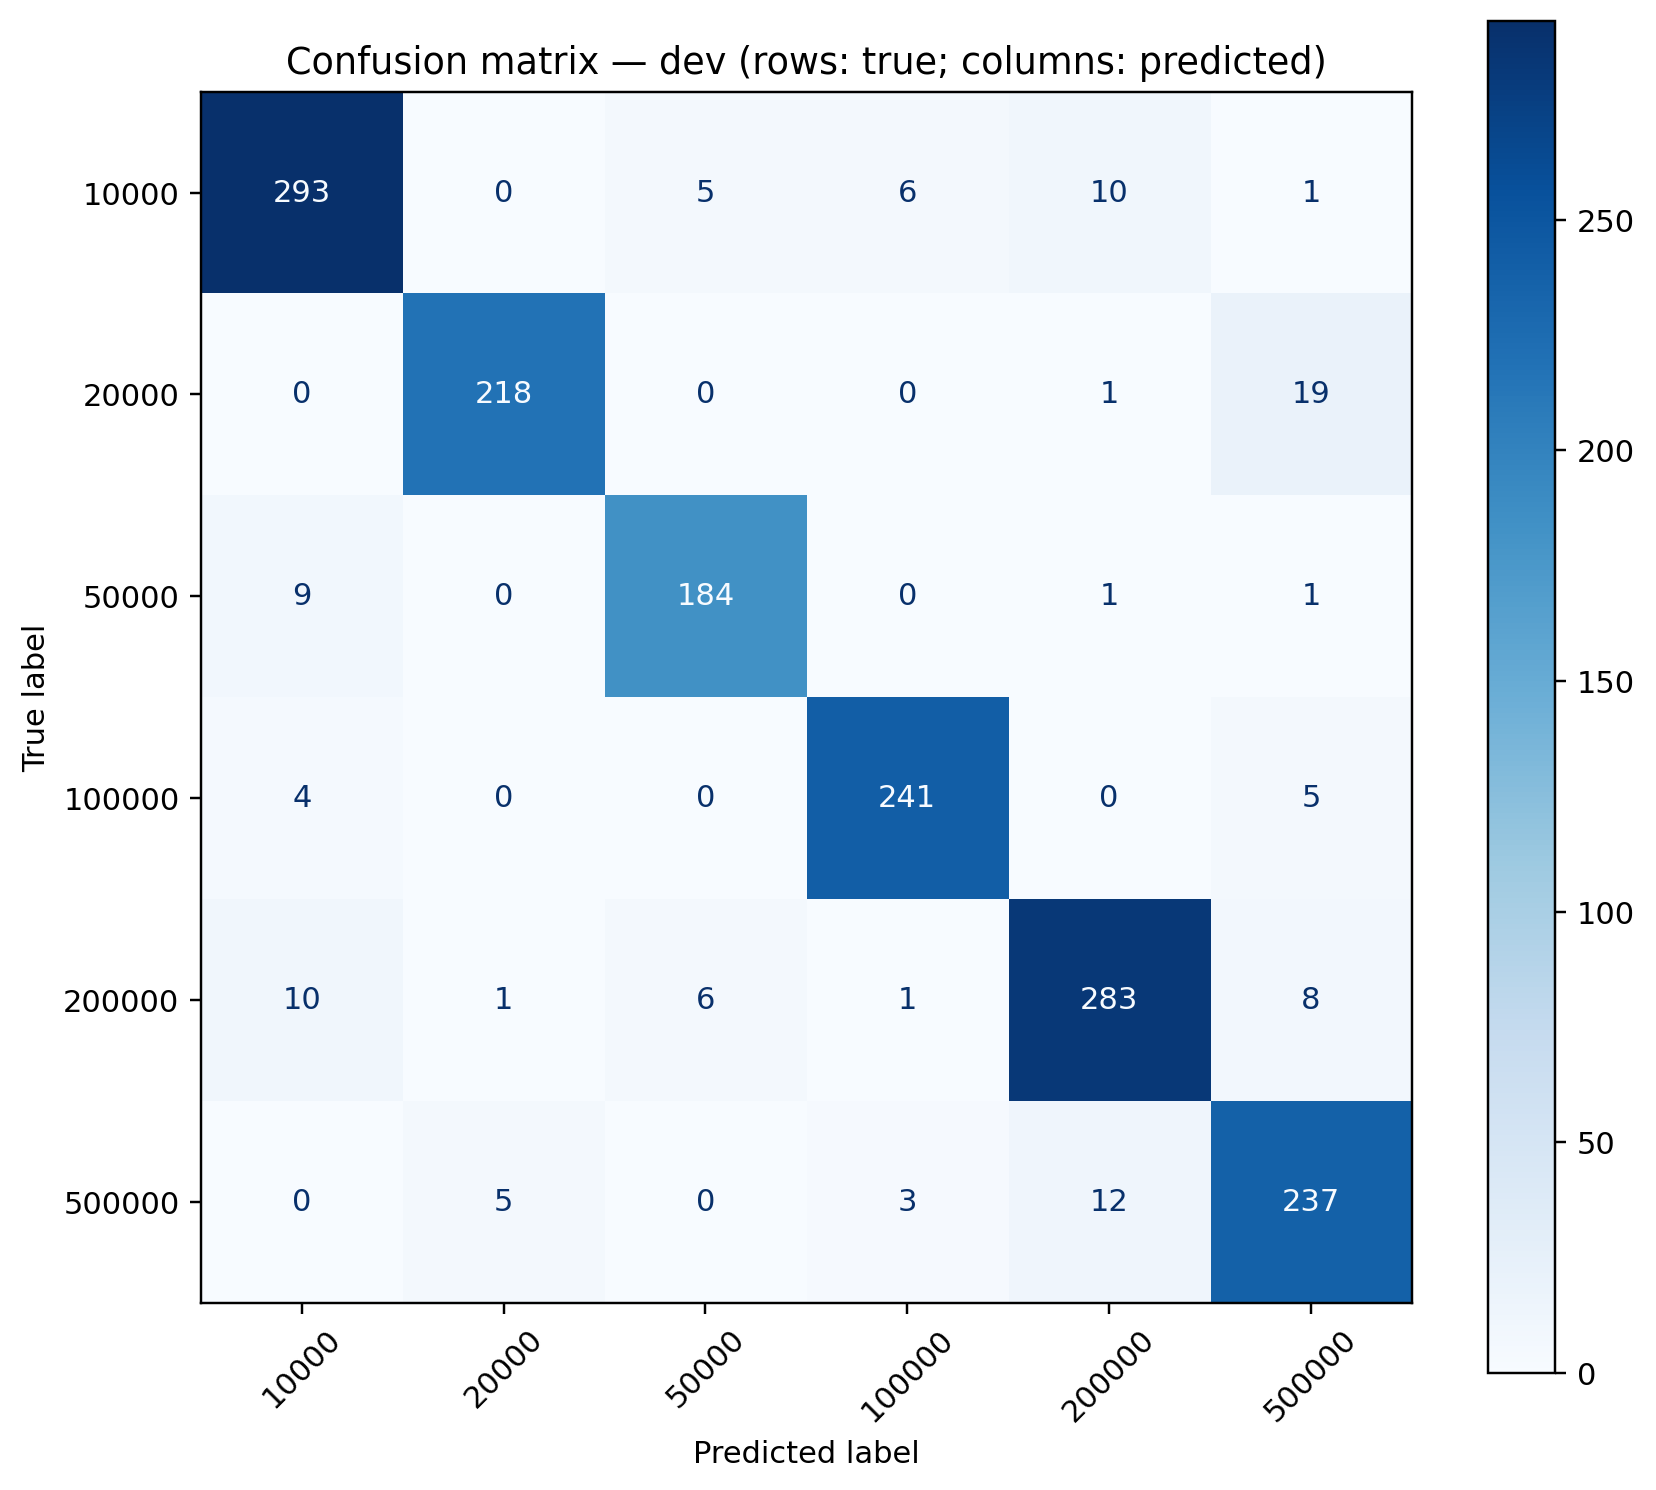 Confusion matrix — dev (rows: true; columns: predicted)
True label
10000 293 0 5 6 10 1
20000 0 218 0 0 1 19
50000 9 0 184 0 1 1
100000 4 0 0 241 0 5
200000 10 1 6 1 283 8
500000 0 5 0 3 12 237
10000 20000 50000 100000 200000 500000
Predicted label
250
200
150
100
50
0